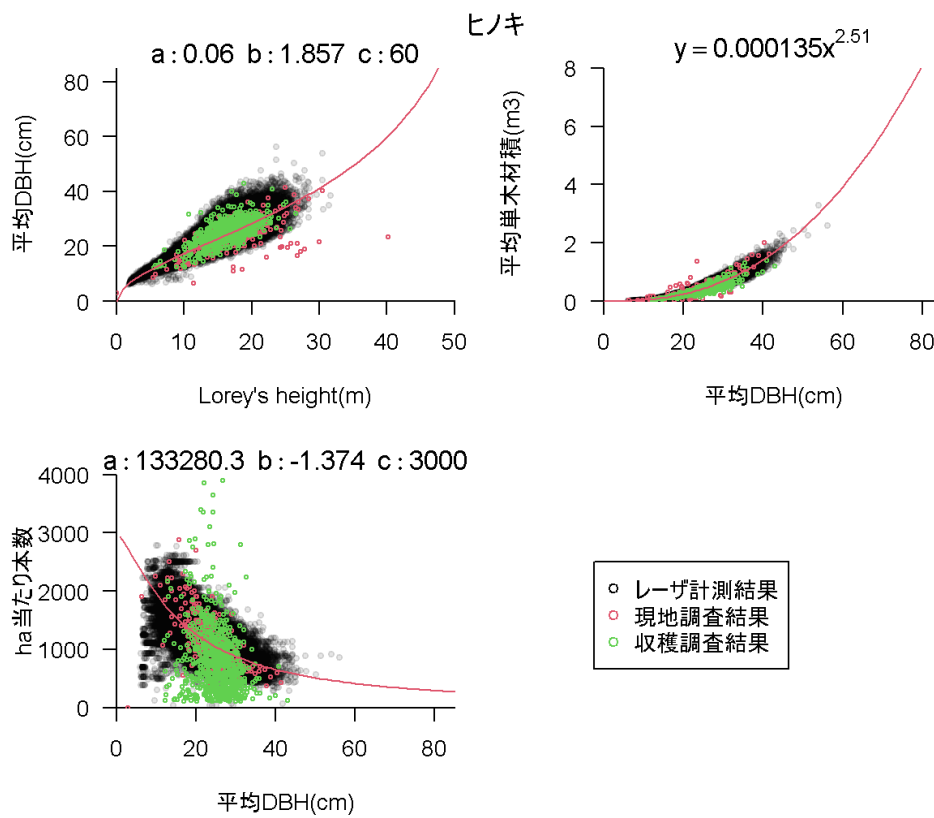 ヒノキ
a : 0.06 b : 1.857 c : 60
平均DBH(cm)
80
60
40
20
0
0 10 20 30 40 50
Lorey's height(m)
y = 0.000135x^2.51
平均単木材積(m3)
8
6
4
2
0
0 20 40 60 80
平均DBH(cm)
a : 133280.3 b : -1.374 c : 3000
ha当たり本数
4000
3000
2000
1000
0
0 20 40 60 80
平均DBH(cm)
レーザ計測結果
現地調査結果
収穫調査結果